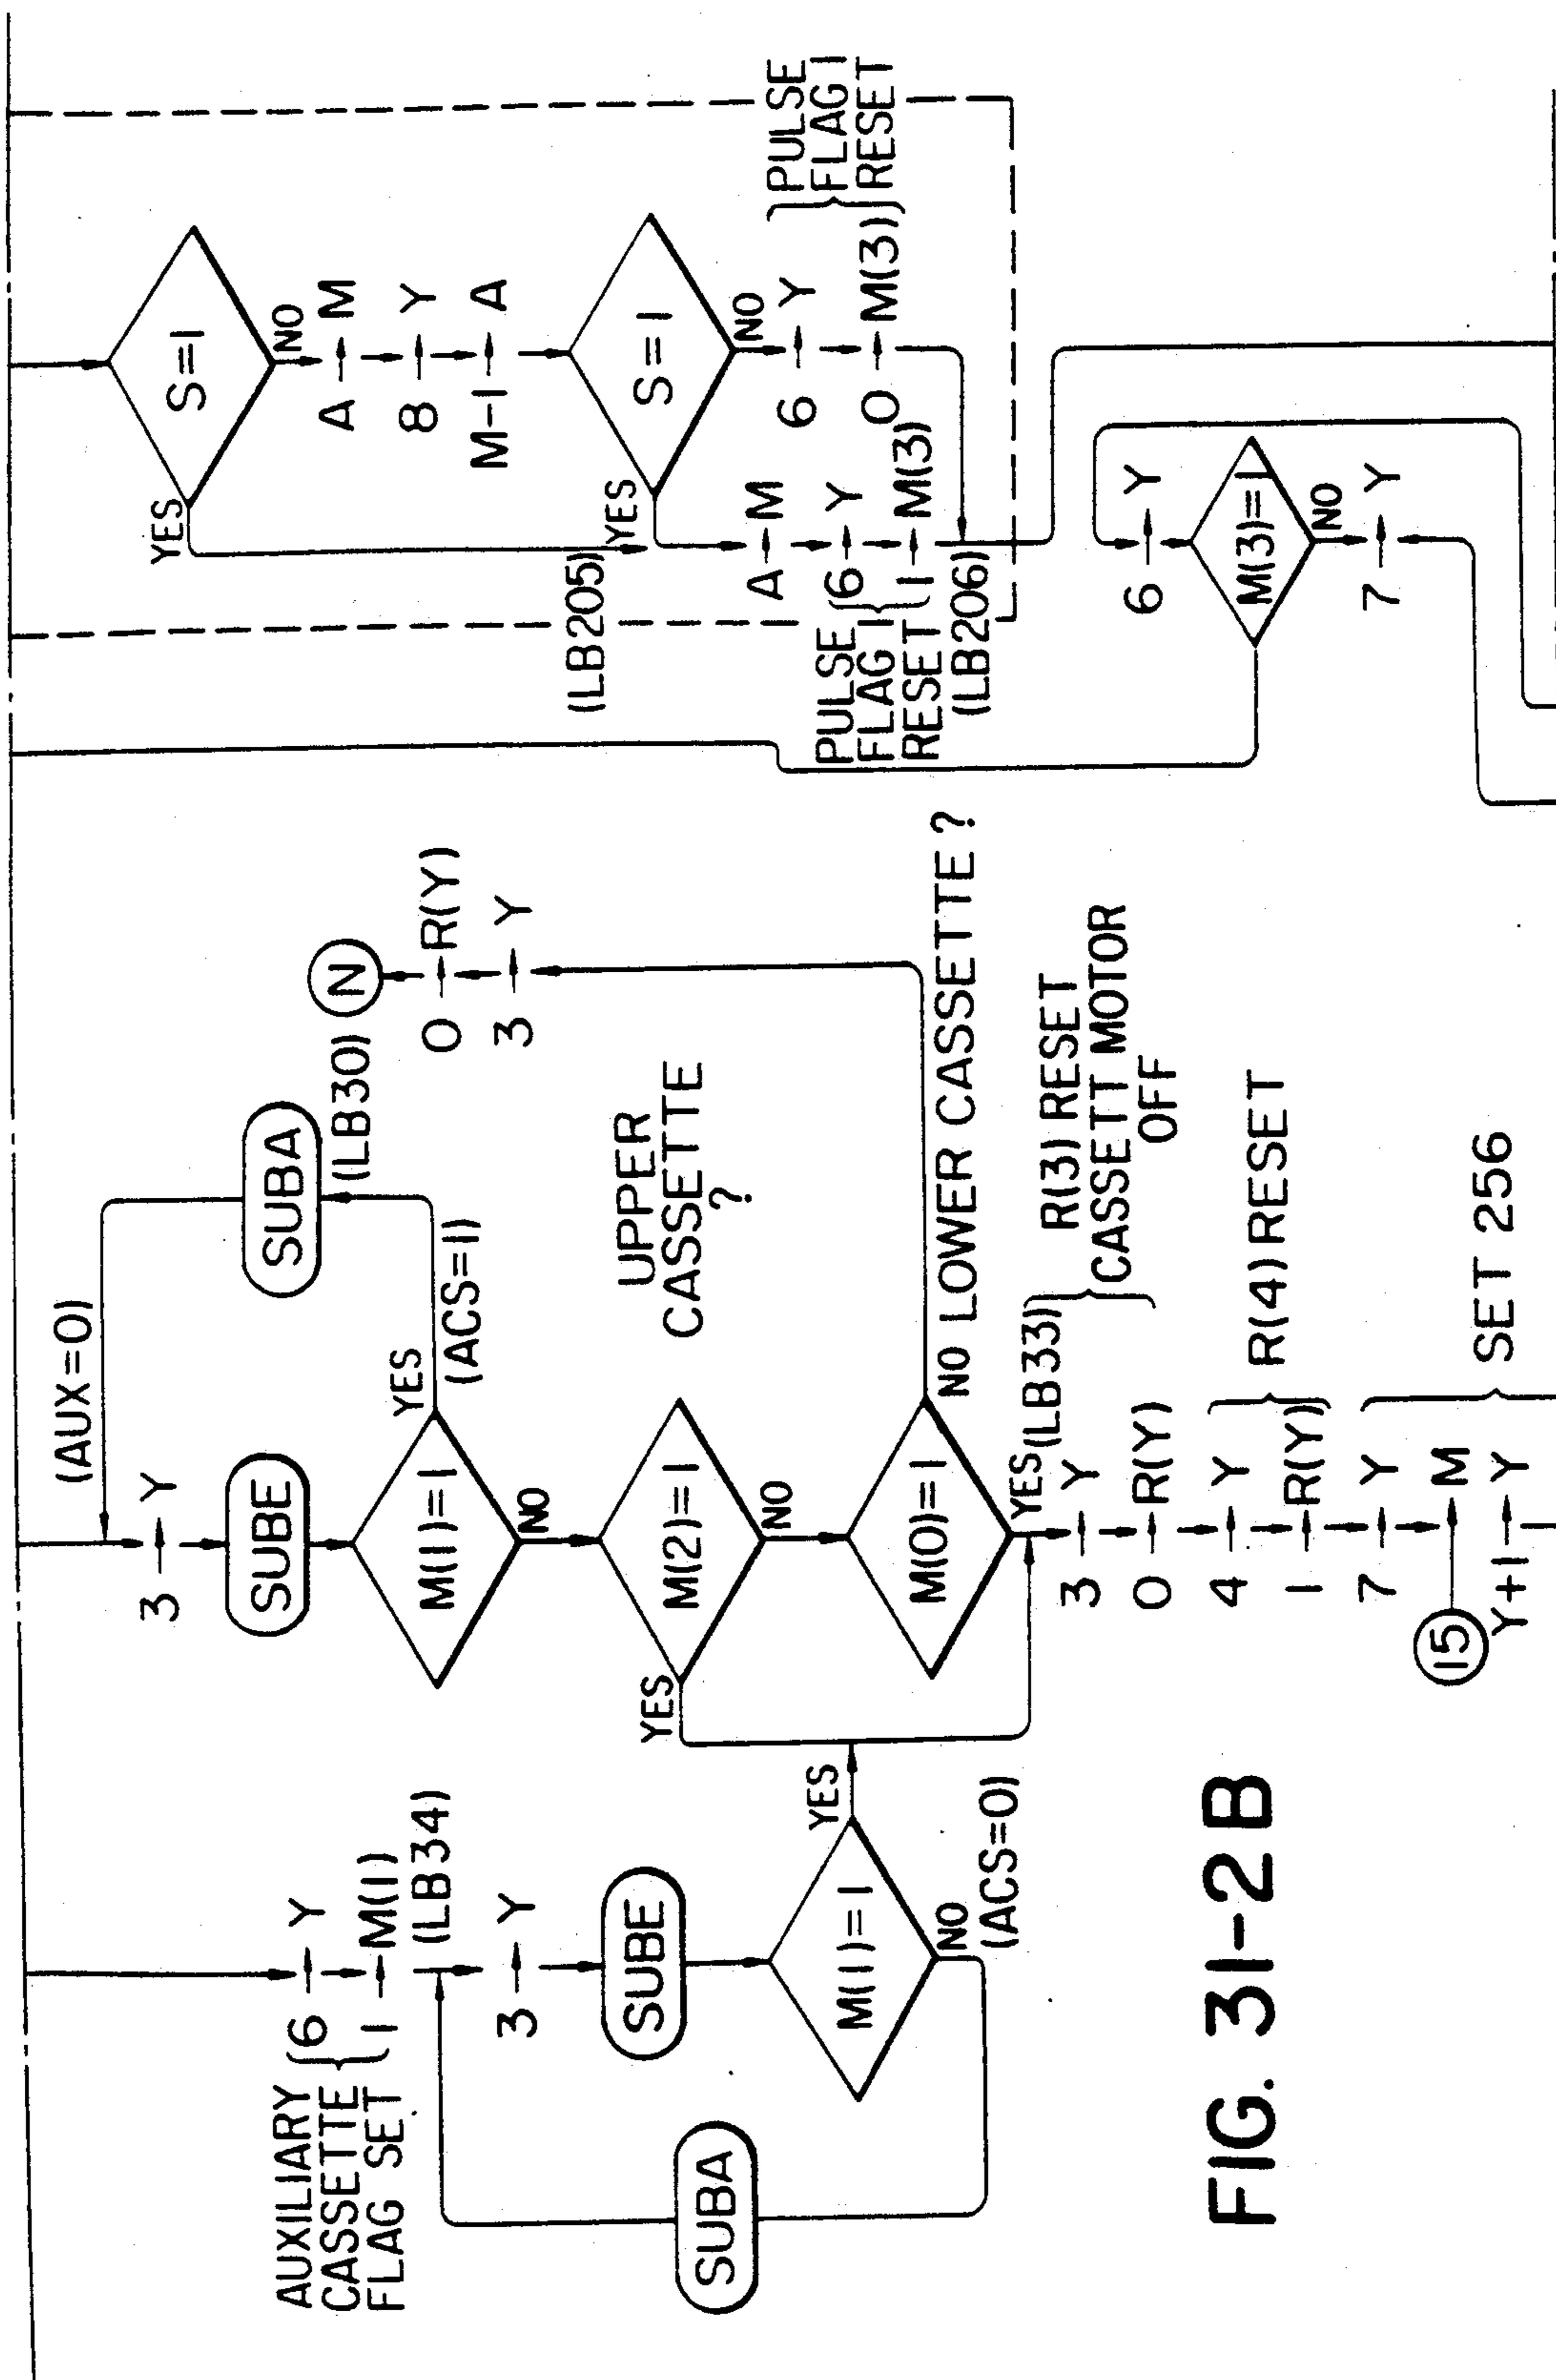 AUXILIARY
CASSETTE
FLAG SET
6 → Y
1 → M(1)
(LB34)
3 → Y
SUBE
M(1)=1
YES
NO
(ACS=0)
SUBA
(AUX=0)
3 → Y
SUBE
M(1)=1
YES
(ACS=1)
NO
SUBA
(LB30)
N
0 → R(Y)
3 → Y
M(2)=1
YES
NO
UPPER
CASSETTE
?
M(0)=1
NO LOWER CASSETTE ?
YES (LB33)
3 → Y
0 → R(Y)
R(3) RESET
CASSETT MOTOR
OFF
4 → Y
1 → R(Y)
R(4) RESET
7 → Y
15 → M
Y+1 → Y
SET 256
S=1
YES
NO
A → M
8 → Y
M-1 → A
S=1
YES
NO
(LB205)
A → M
6 → Y
1 → M(3)
PULSE
FLAG 1
RESET
(LB206)
6 → Y
0 → M(3)
PULSE
FLAG 1
RESET
6 → Y
M(3)=1
NO
7 → Y
FIG. 31-2B